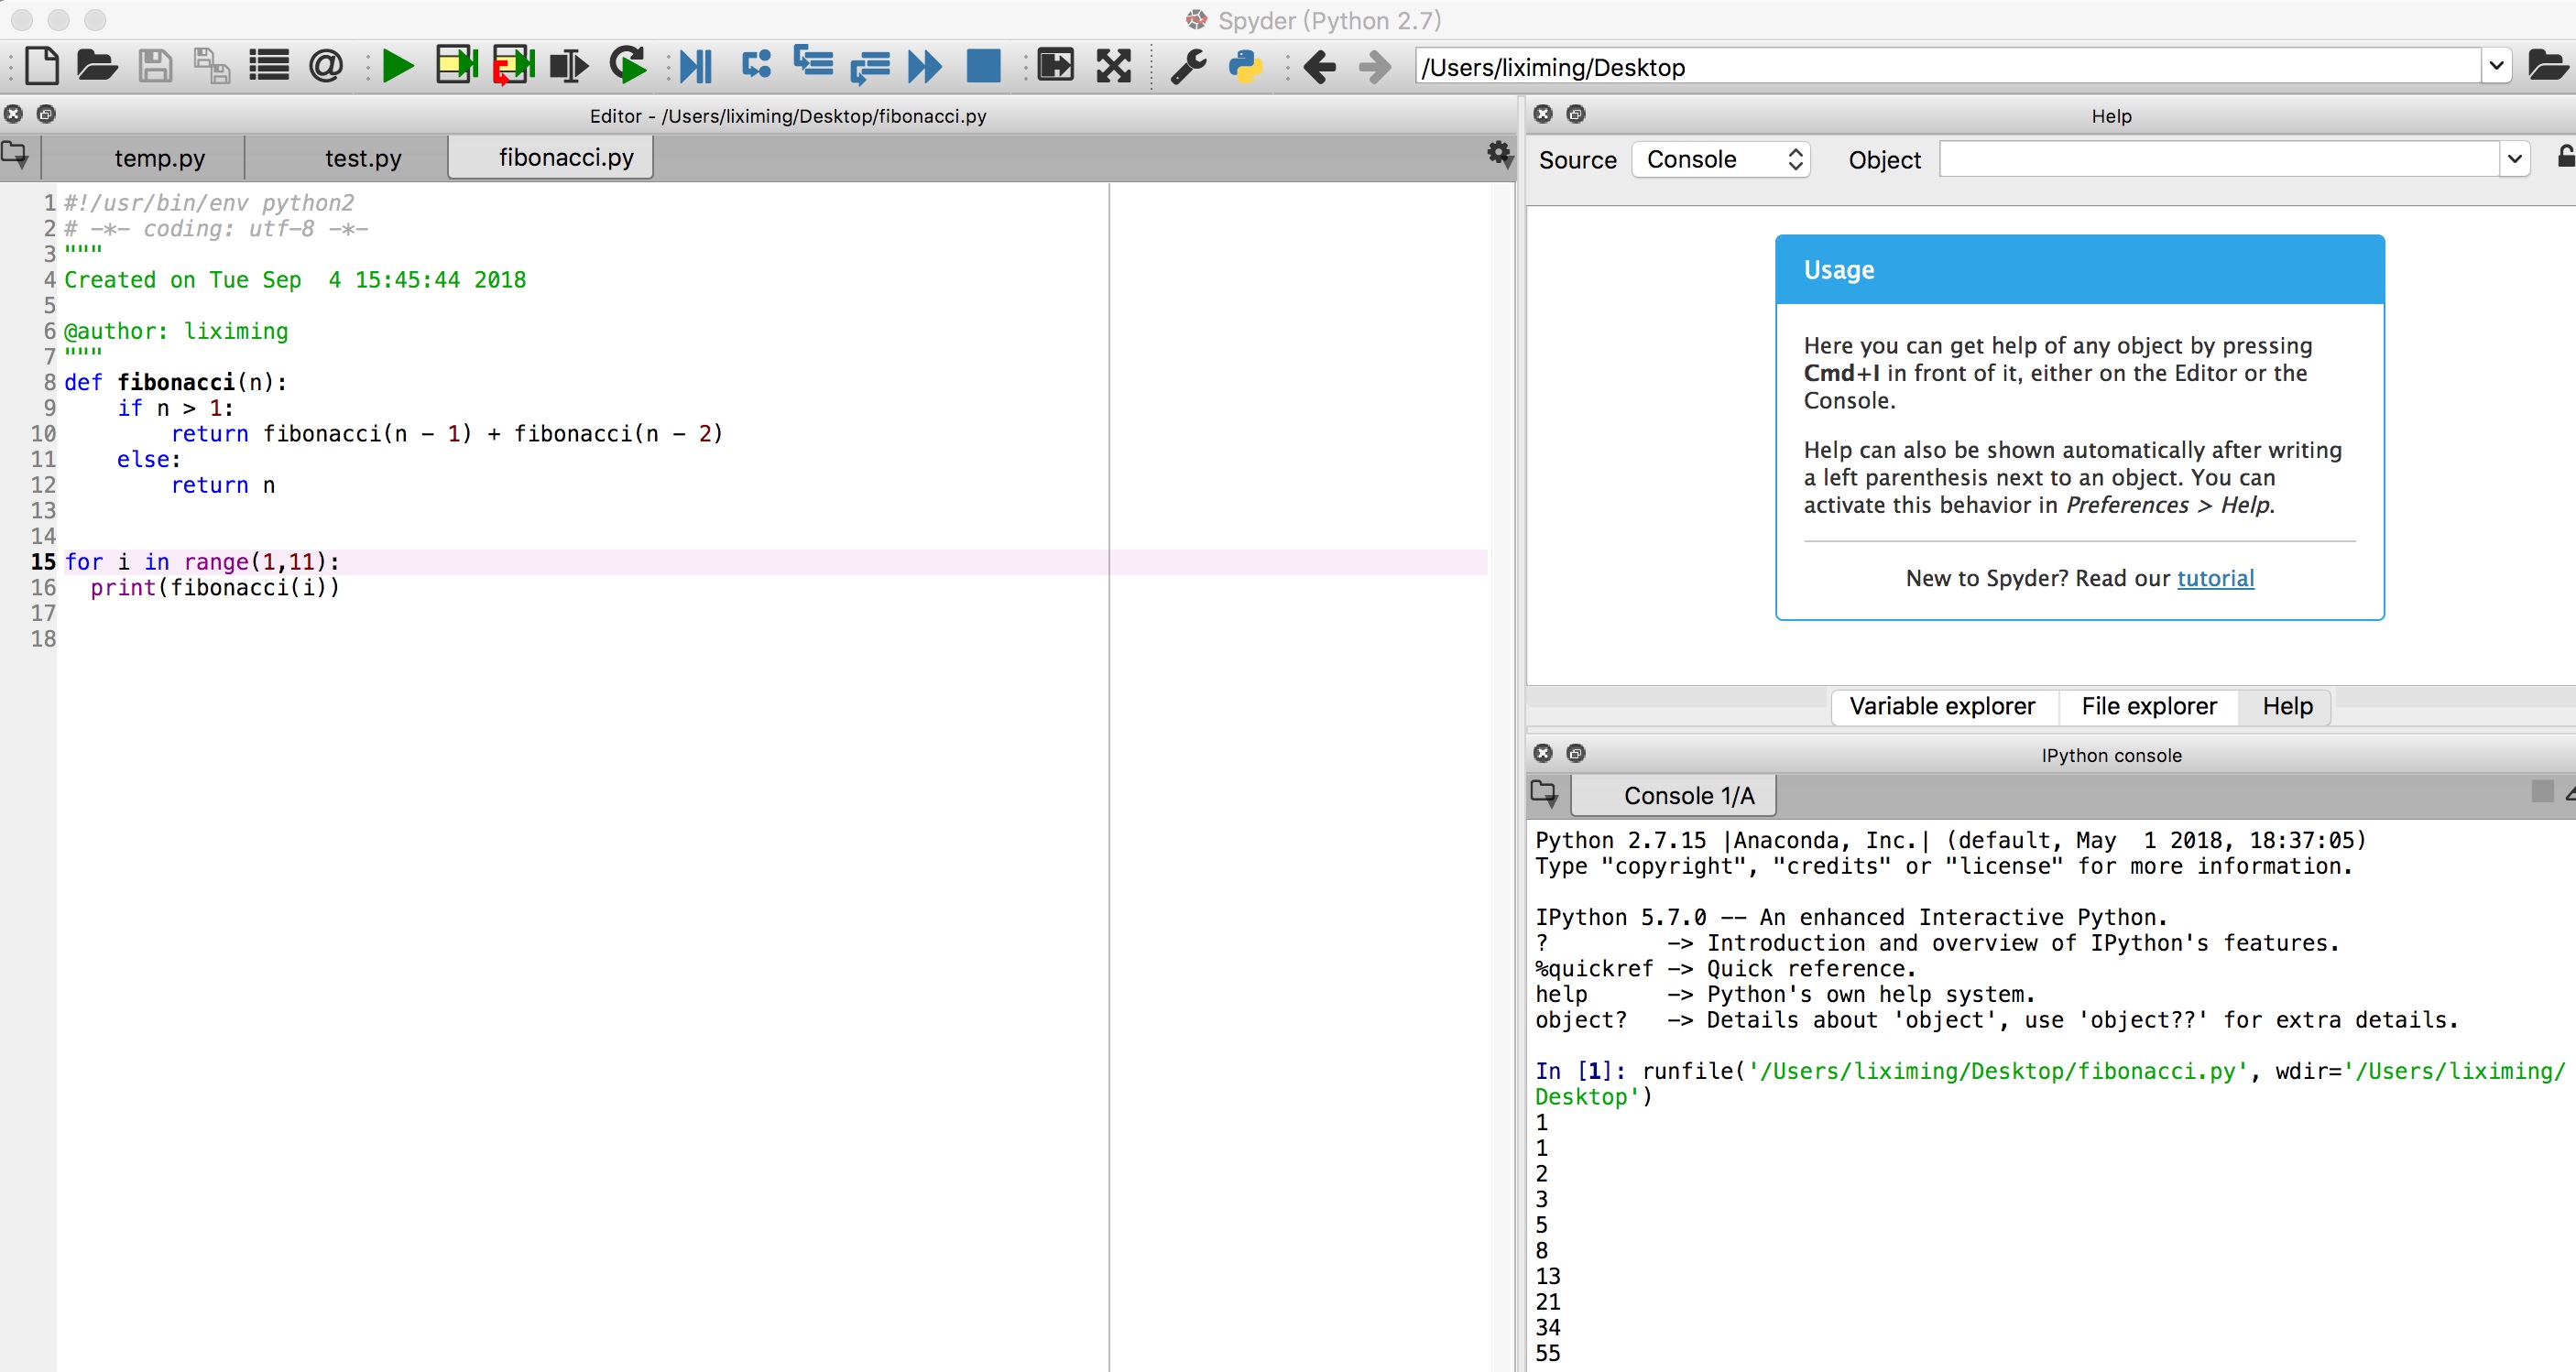 Spyder (Python 2.7)
/Users/liximing/Desktop
Editor - /Users/liximing/Desktop/fibonacci.py
temp.py
test.py
fibonacci.py
1 #!/usr/bin/env python2
2 # -*- coding: utf-8 -*-
3 """
4 Created on Tue Sep  4 15:45:44 2018
5
6 @author: liximing
7 """
8 def fibonacci(n):
9     if n > 1:
10         return fibonacci(n - 1) + fibonacci(n - 2)
11     else:
12         return n
13
14
15 for i in range(1,11):
16   print(fibonacci(i))
17
18
Help
Source Console Object
Usage
Here you can get help of any object by pressing
Cmd+I in front of it, either on the Editor or the
Console.
Help can also be shown automatically after writing
a left parenthesis next to an object. You can
activate this behavior in Preferences > Help.
New to Spyder? Read our tutorial
Variable explorer File explorer Help
IPython console
Console 1/A
Python 2.7.15 |Anaconda, Inc.| (default, May  1 2018, 18:37:05)
Type "copyright", "credits" or "license" for more information.
IPython 5.7.0 -- An enhanced Interactive Python.
?         -> Introduction and overview of IPython's features.
%quickref -> Quick reference.
help      -> Python's own help system.
object?   -> Details about 'object', use 'object??' for extra details.
In [1]: runfile('/Users/liximing/Desktop/fibonacci.py', wdir='/Users/liximing/
Desktop')
1
1
2
3
5
8
13
21
34
55